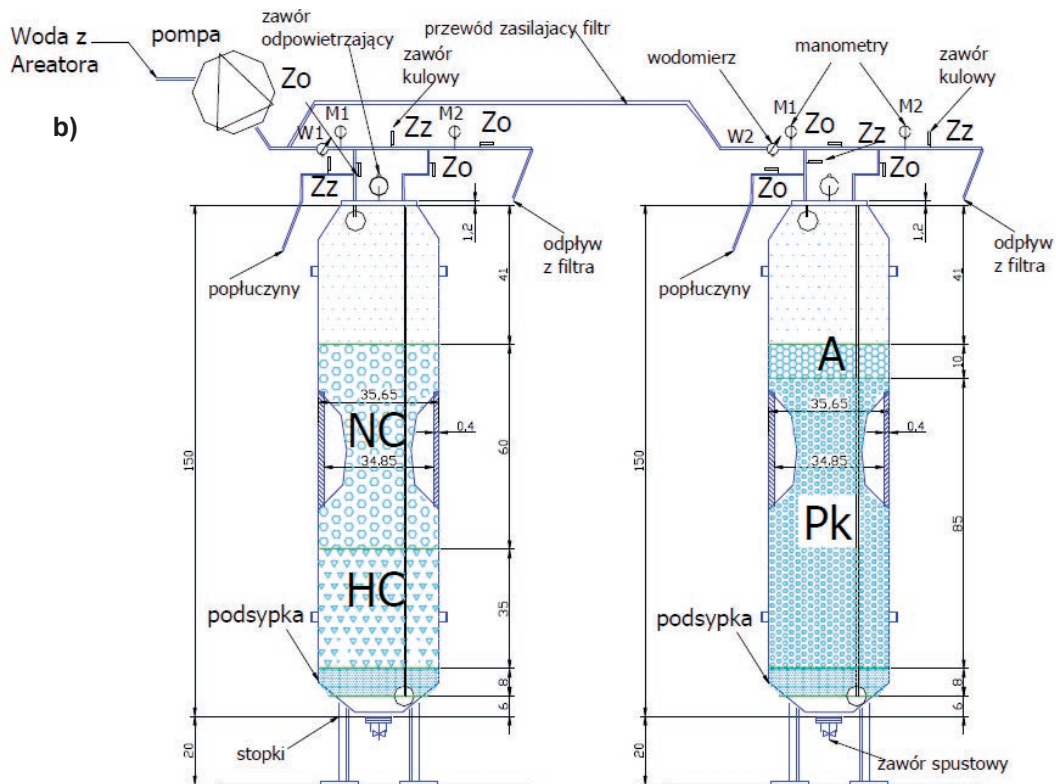 b)
Woda z
Areatora
pompa
zawór
odpowietrzający
Zo
zawór
kulowy
przewód zasilajacy filtr
wodomierz
manometry
zawór
kulowy
W1
M1
Zz
M2
Zo
Zz
Zo
W2
M1
Zo
Zz
M2
Zz
Zo
Zo
popłuczyny
odpływ
z filtra
1,2
41
popłuczyny
odpływ
z filtra
1,2
41
A
10
35,65
NC
34,85
0,4
60
150
35,65
34,85
0,4
150
Pk
85
HC
35
podsypka
8
6
podsypka
8
6
stopki
20
20
zawór spustowy